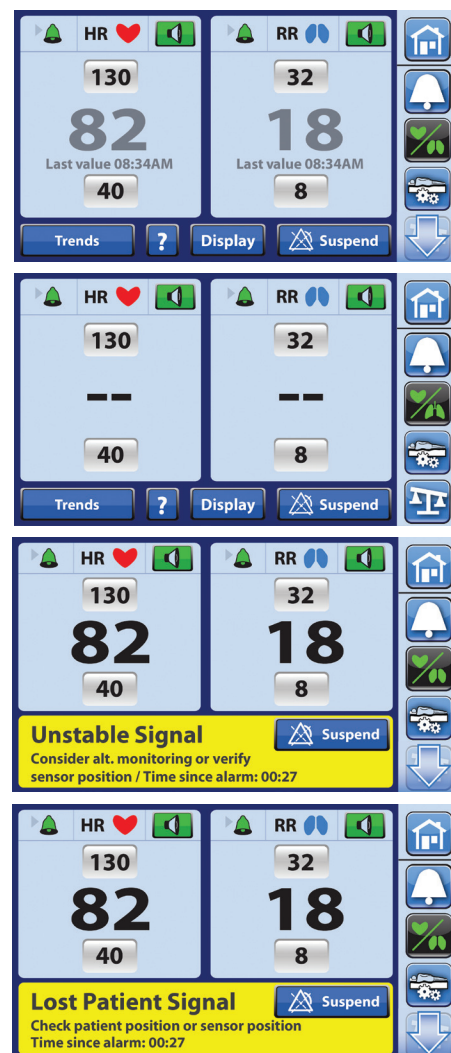 HR
RR
130
32
82
18
Last value 08:34AM
Last value 08:34AM
40
8
Trends
?
Display
Suspend
HR
RR
130
32
--
--
40
8
Trends
?
Display
Suspend
HR
RR
130
32
82
18
40
8
Unstable Signal
Suspend
Consider alt. monitoring or verify
sensor position / Time since alarm: 00:27
HR
RR
130
32
82
18
40
8
Lost Patient Signal
Suspend
Check patient position or sensor position
Time since alarm: 00:27